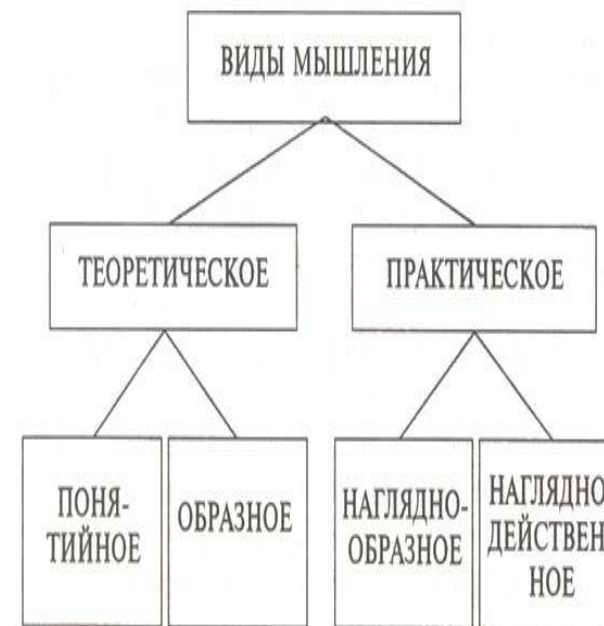 ВИДЫ МЫШЛЕНИЯ
ТЕОРЕТИЧЕСКОЕ
ПРАКТИЧЕСКОЕ
ПОНЯ-
ТИЙНОЕ
ОБРАЗНОЕ
НАГЛЯДНО-
ОБРАЗНОЕ
НАГЛЯДНО
ДЕЙСТВЕН
НОЕ